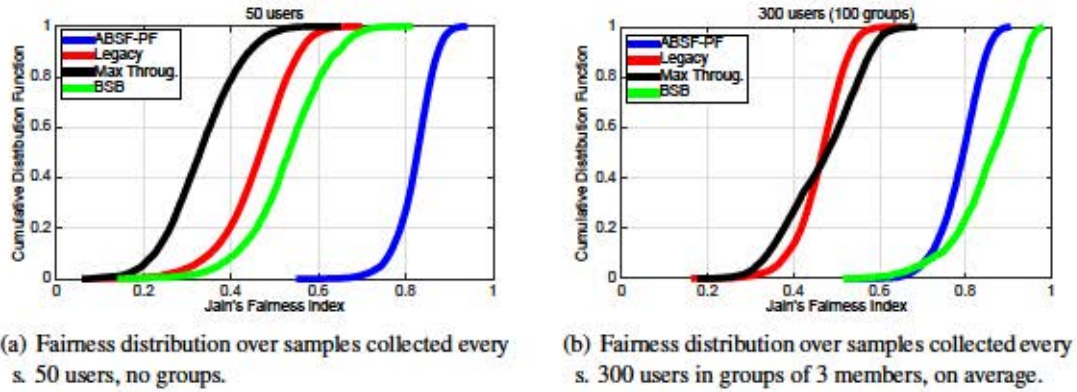 50 users
300 users (100 groups)
Cumulative Distribution Function
1
0.8
0.6
0.4
0.2
0
ABSF-PF
Legacy
Max Throug.
BSB
0
0.2
0.4
0.6
0.8
1
Jain's Fairness Index
Cumulative Distribution Function
1
0.8
0.6
0.4
0.2
0
ABSF-PF
Legacy
Max Throug.
BSB
0
0.2
0.4
0.6
0.8
1
Jain's Fairness Index
(a) Fairness distribution over samples collected every
s. 50 users, no groups.
(b) Fairness distribution over samples collected every
s. 300 users in groups of 3 members, on average.